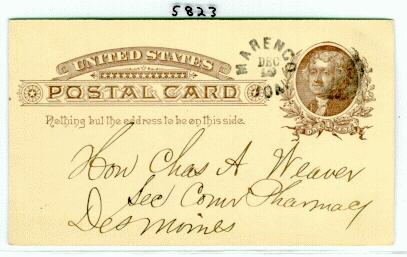 5823
UNITED STATES
MARENGO
DEC
IOWA
POSTAL CARD
Nothing but the address to be on this side.
Hon Chas A Weaver
Sec Comr Pharmacy
Des Moines